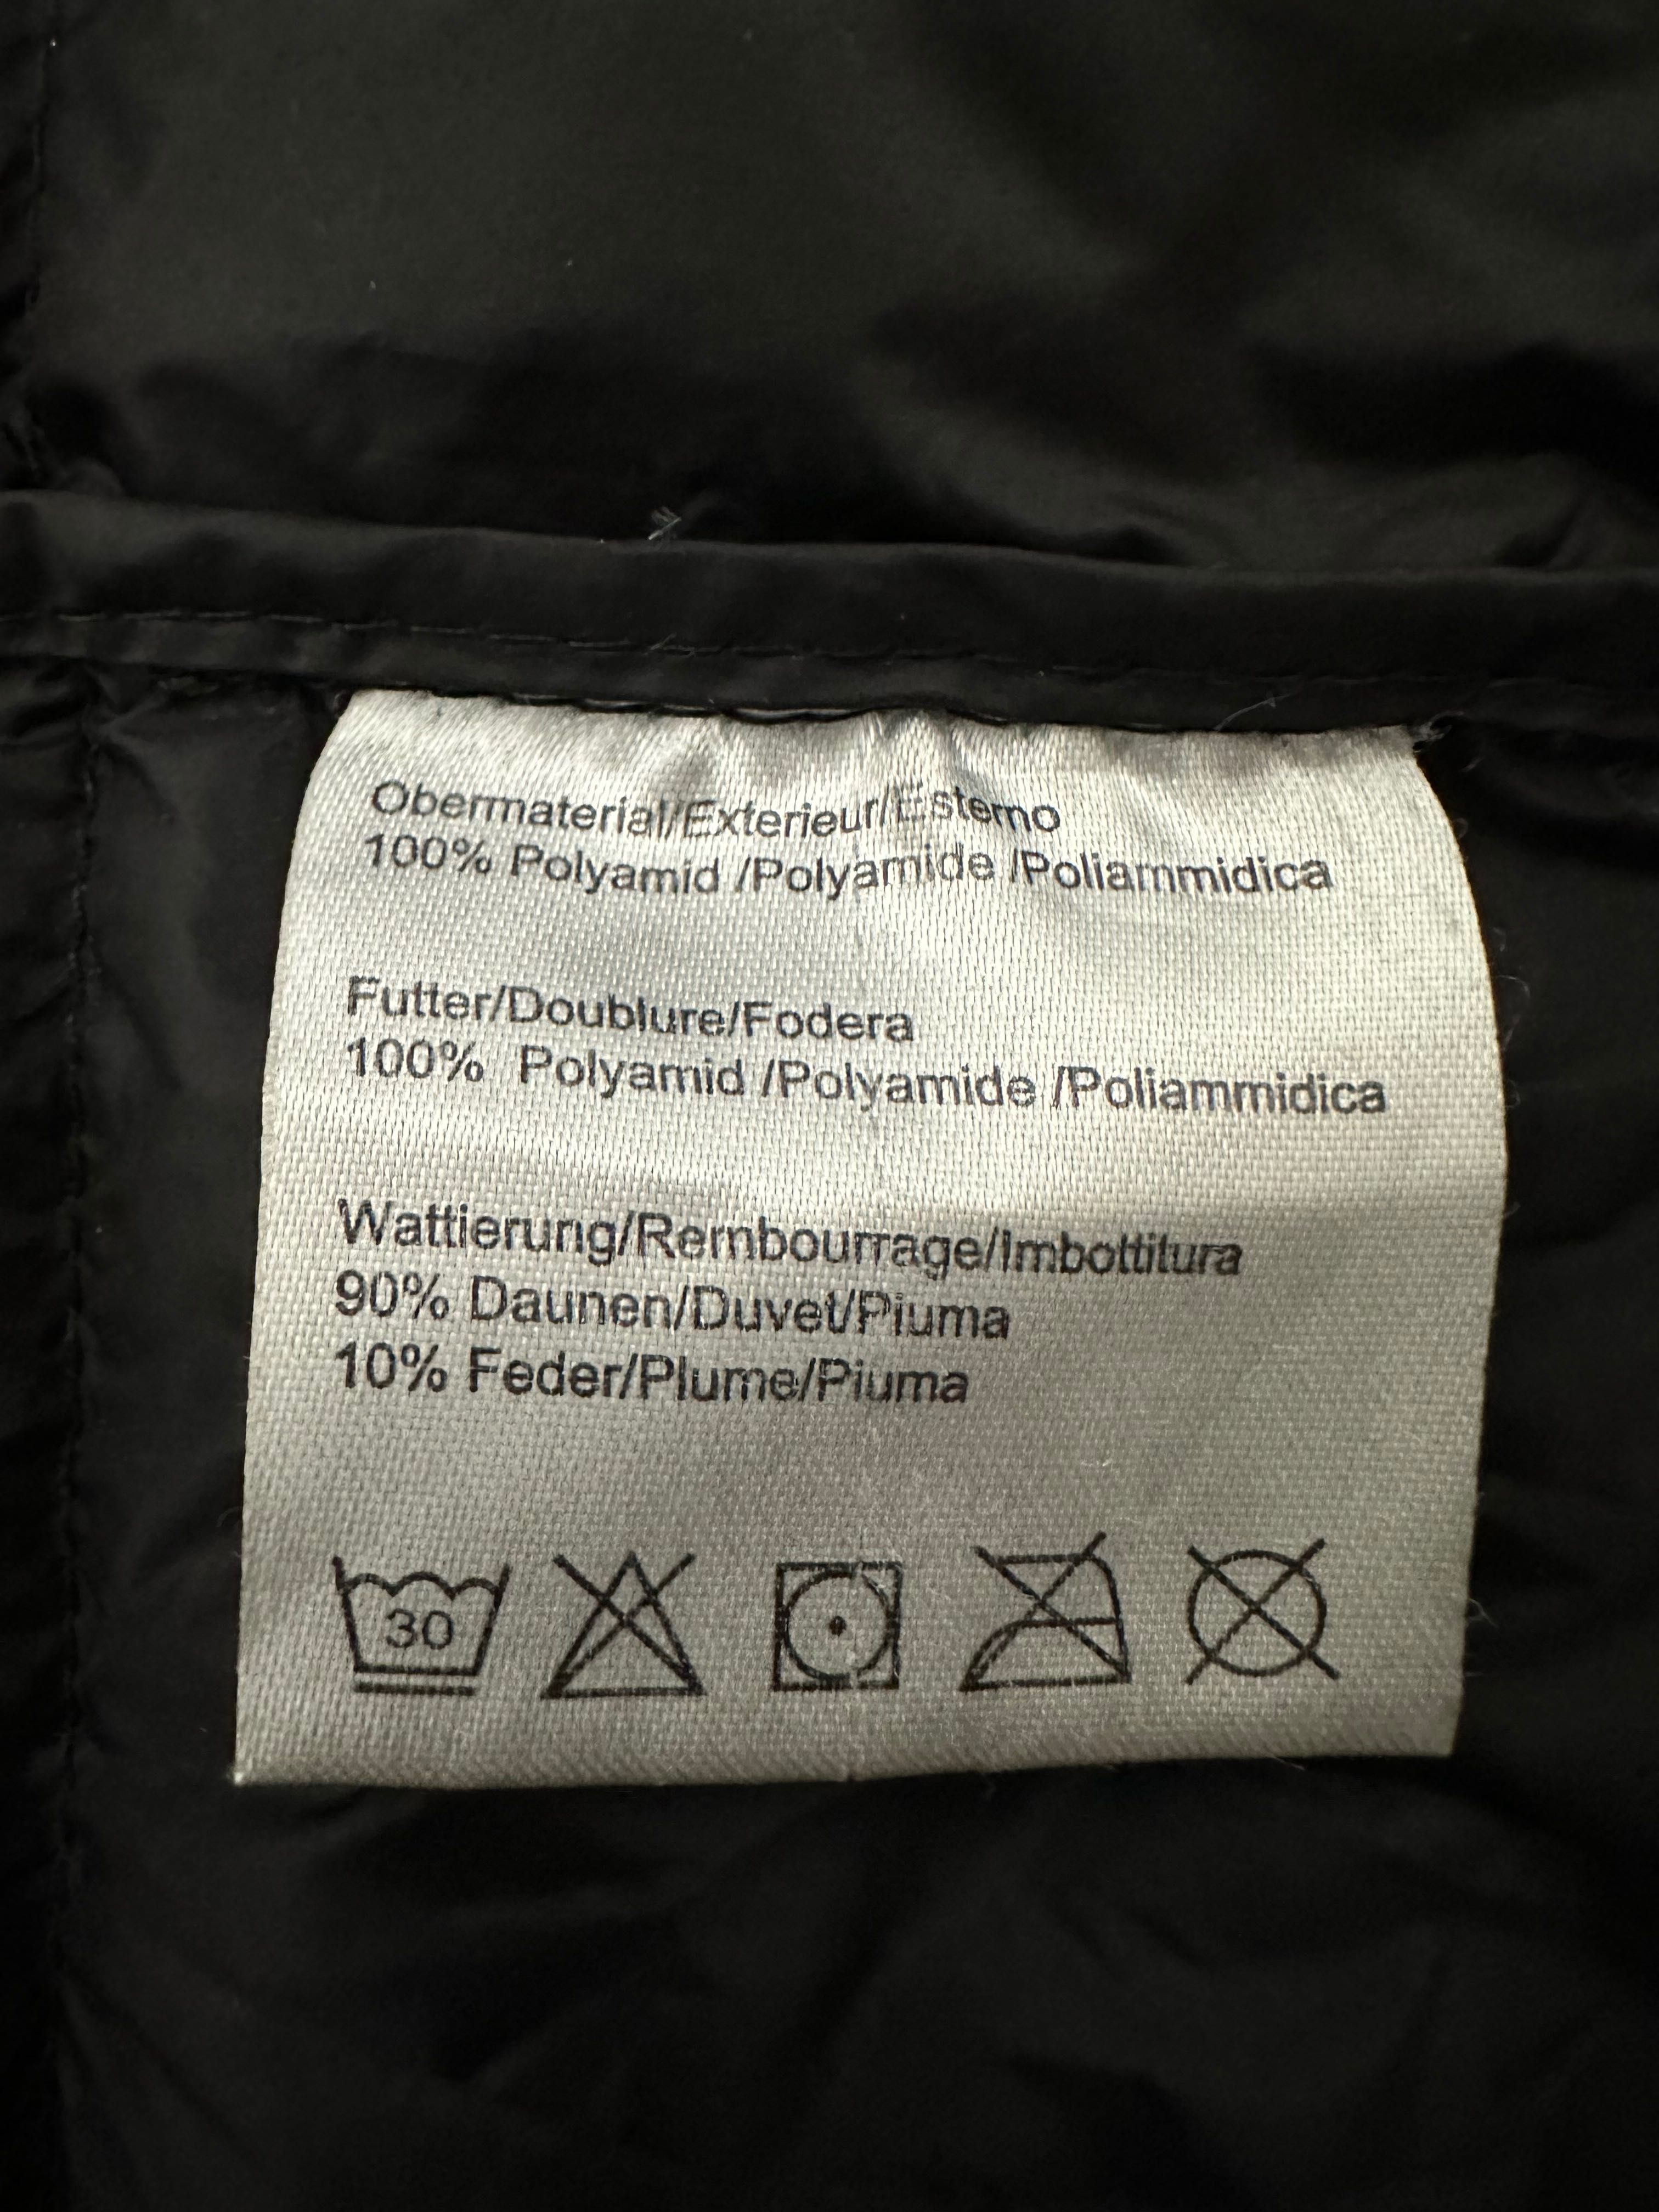 Obermaterial/Exterieur/Esterno
100% Polyamid /Polyamide /Poliammidica
Futter/Doublure/Fodera
100% Polyamid /Polyamide /Poliammidica
Wattierung/Rembourrage/Imbottitura
90% Daunen/Duvet/Piuma
10% Feder/Plume/Piuma
30